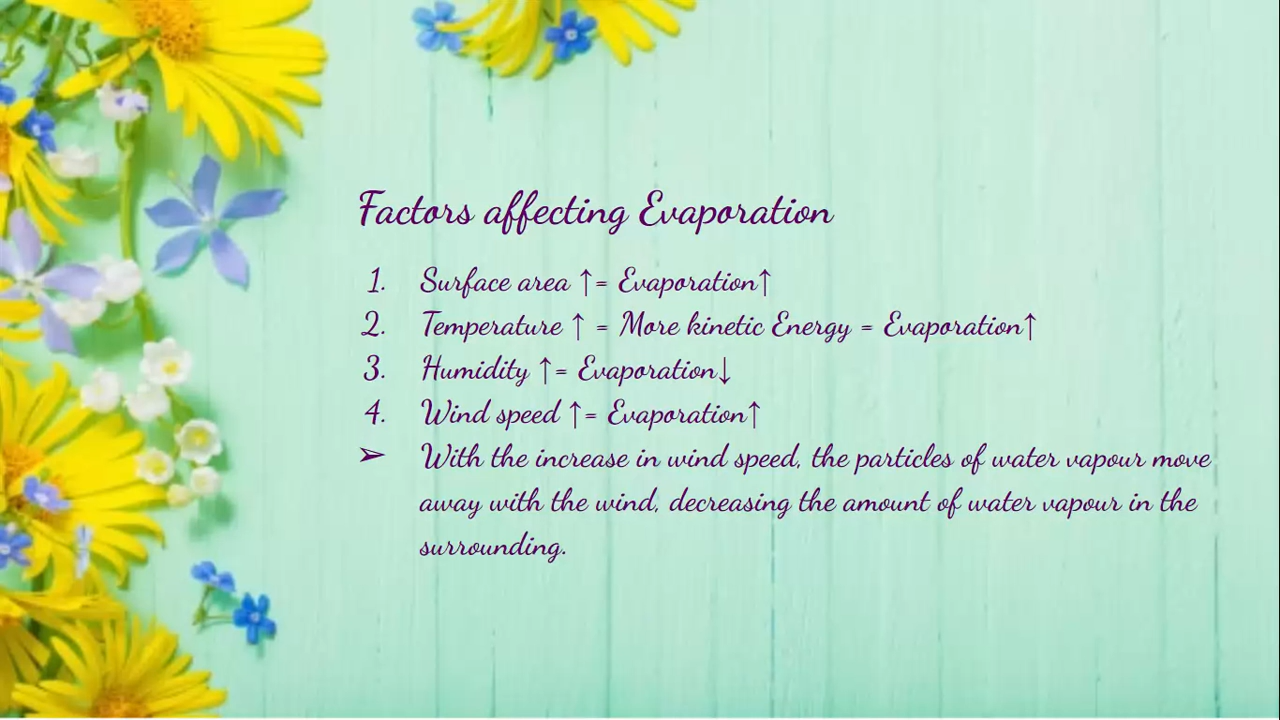 Factors affecting Evaporation
1. Surface area ↑= Evaporation↑
2. Temperature ↑ = More kinetic Energy = Evaporation↑
3. Humidity ↑= Evaporation↓
4. Wind speed ↑= Evaporation↑
➢ With the increase in wind speed, the particles of water vapour move
away with the wind, decreasing the amount of water vapour in the
surrounding.